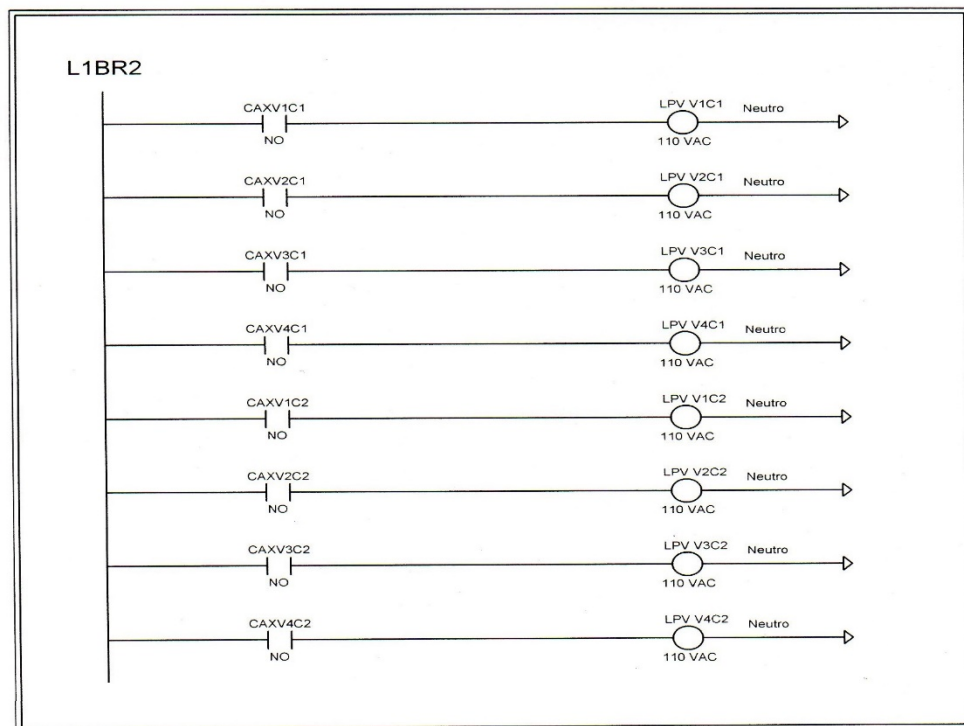 L1BR2
CAXV1C1 LPV V1C1 Neutro
NO 110 VAC
CAXV2C1 LPV V2C1 Neutro
NO 110 VAC
CAXV3C1 LPV V3C1 Neutro
NO 110 VAC
CAXV4C1 LPV V4C1 Neutro
NO 110 VAC
CAXV1C2 LPV V1C2 Neutro
NO 110 VAC
CAXV2C2 LPV V2C2 Neutro
NO 110 VAC
CAXV3C2 LPV V3C2 Neutro
NO 110 VAC
CAXV4C2 LPV V4C2 Neutro
NO 110 VAC